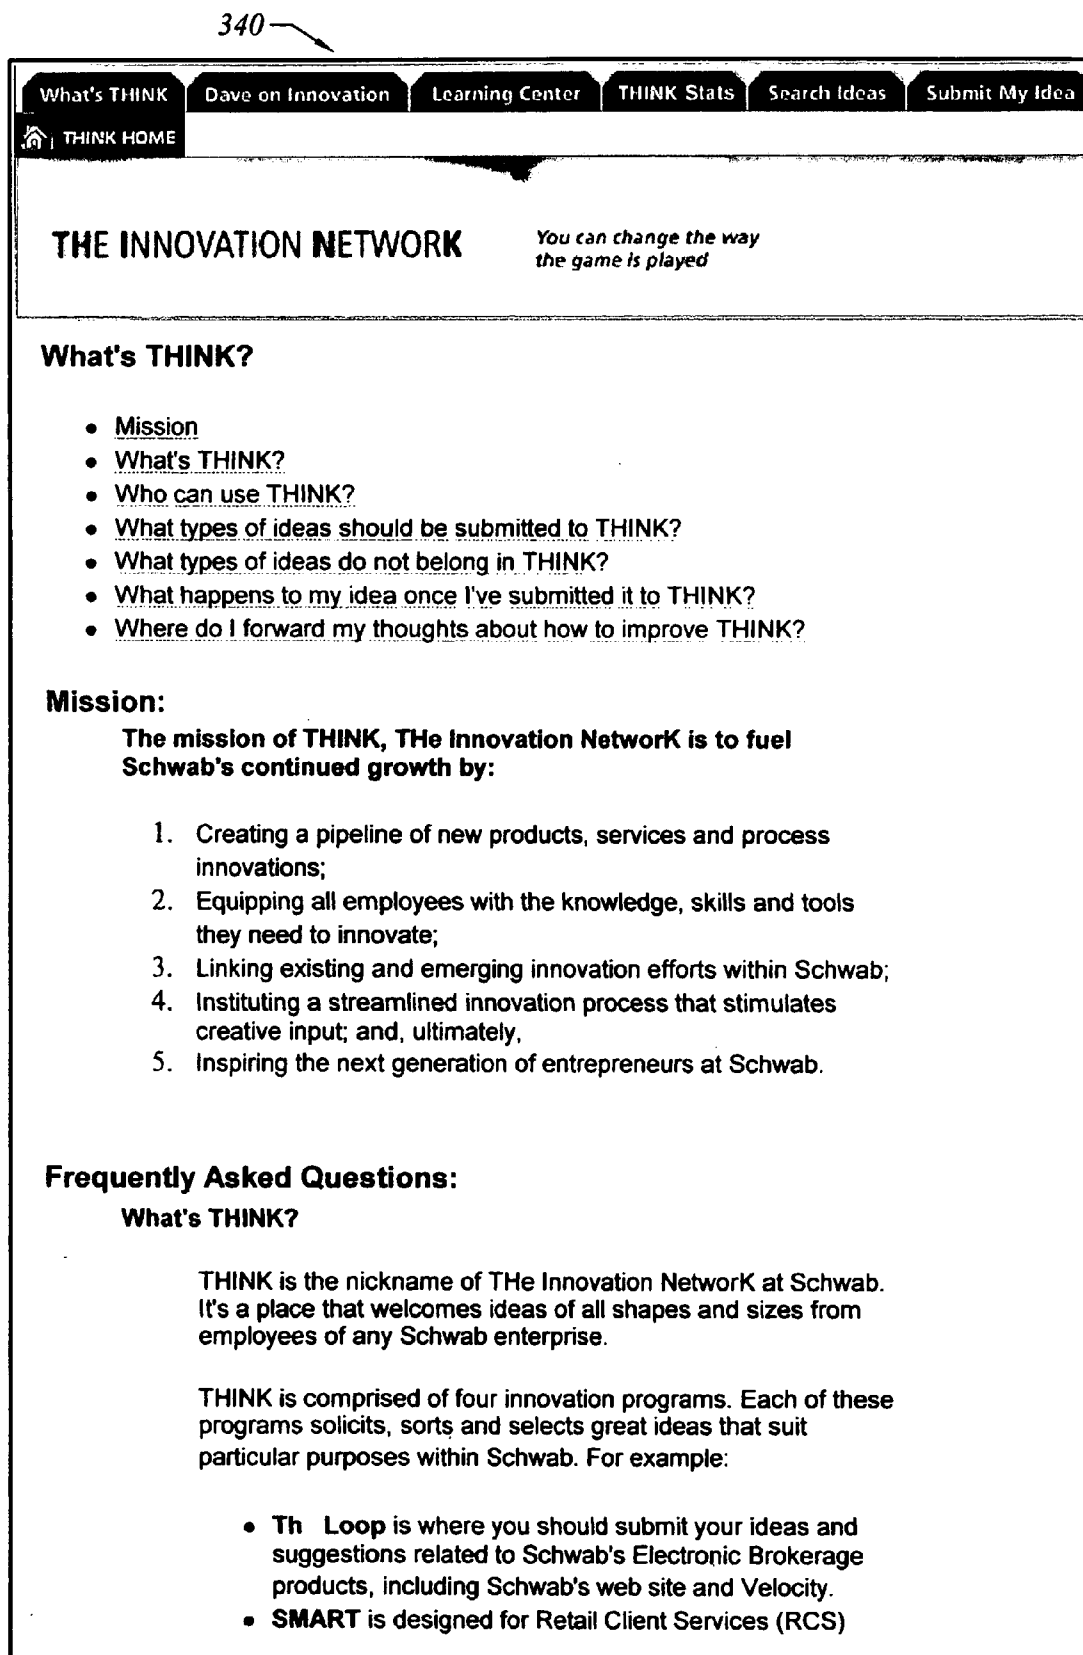 340
What's THINK Dave on Innovation Learning Center THINK Stats Search Ideas Submit My Idea
THINK HOME
THE INNOVATION NETWORK
You can change the way
the game is played
What's THINK?
• Mission
• What's THINK?
• Who can use THINK?
• What types of ideas should be submitted to THINK?
• What types of ideas do not belong in THINK?
• What happens to my idea once I've submitted it to THINK?
• Where do I forward my thoughts about how to improve THINK?
Mission:
The mission of THINK, THe Innovation NetworK is to fuel
Schwab's continued growth by:
1. Creating a pipeline of new products, services and process
innovations;
2. Equipping all employees with the knowledge, skills and tools
they need to innovate;
3. Linking existing and emerging innovation efforts within Schwab;
4. Instituting a streamlined innovation process that stimulates
creative input; and, ultimately,
5. Inspiring the next generation of entrepreneurs at Schwab.
Frequently Asked Questions:
What's THINK?
THINK is the nickname of THe Innovation NetworK at Schwab.
It's a place that welcomes ideas of all shapes and sizes from
employees of any Schwab enterprise.
THINK is comprised of four innovation programs. Each of these
programs solicits, sorts and selects great ideas that suit
particular purposes within Schwab. For example:
• Th Loop is where you should submit your ideas and
suggestions related to Schwab's Electronic Brokerage
products, including Schwab's web site and Velocity.
• SMART is designed for Retail Client Services (RCS)